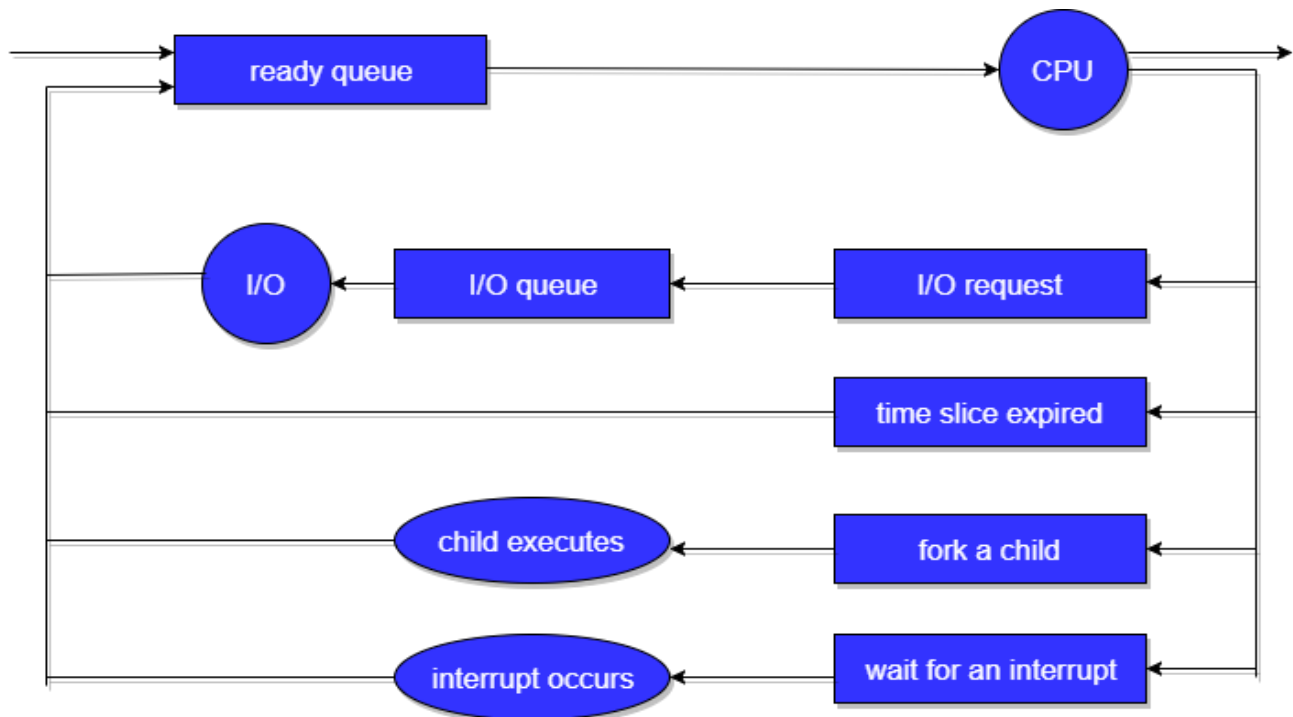 ready queue
CPU
I/O
I/O queue
I/O request
time slice expired
child executes
fork a child
interrupt occurs
wait for an interrupt